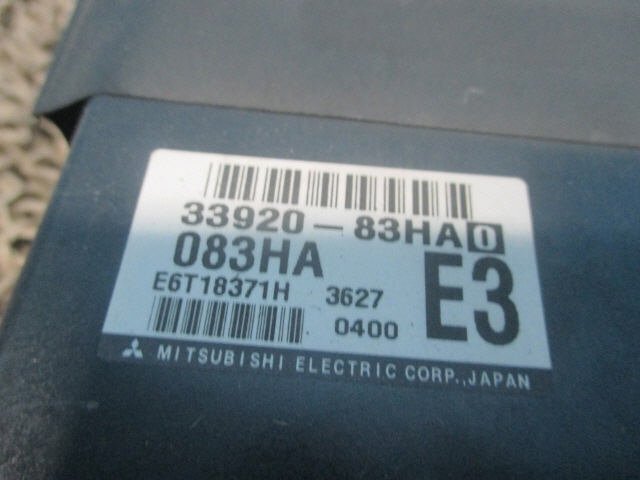 33920-83HA0
083HA
E3
E6T18371H 3627
0400
MITSUBISHI ELECTRIC CORP.,JAPAN